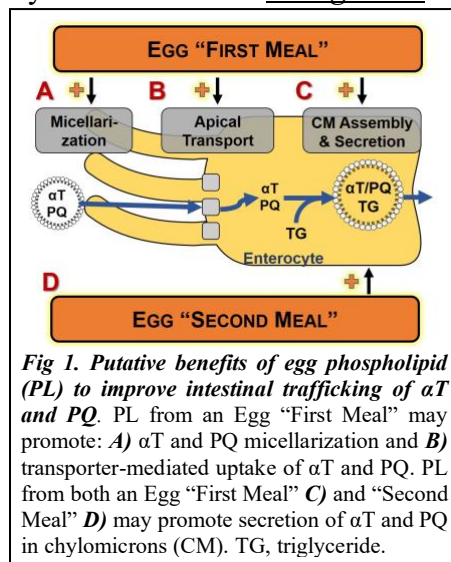 EGG “FIRST MEAL”
A
B
C
Micellari-
zation
Apical
Transport
CM Assembly
& Secretion
αT
PQ
αT
PQ
αT/PQ
TG
TG
Enterocyte
D
EGG “SECOND MEAL”
Fig 1. Putative benefits of egg phospholipid
(PL) to improve intestinal trafficking of αT
and PQ. PL from an Egg “First Meal” may
promote: A) αT and PQ micellarization and B)
transporter-mediated uptake of αT and PQ. PL
from both an Egg “First Meal” C) and “Second
Meal” D) may promote secretion of αT and PQ
in chylomicrons (CM). TG, triglyceride.